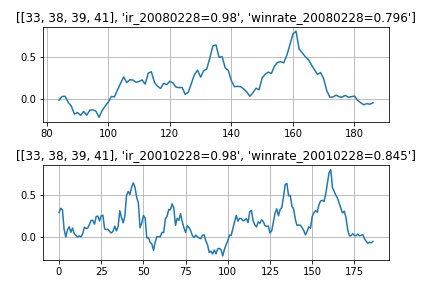 [[33, 38, 39, 41], 'ir_20080228=0.98', 'winrate_20080228=0.796']
0.5
0.0
80 100 120 140 160 180
[[33, 38, 39, 41], 'ir_20010228=0.98', 'winrate_20010228=0.845']
0.5
0.0
0 25 50 75 100 125 150 175